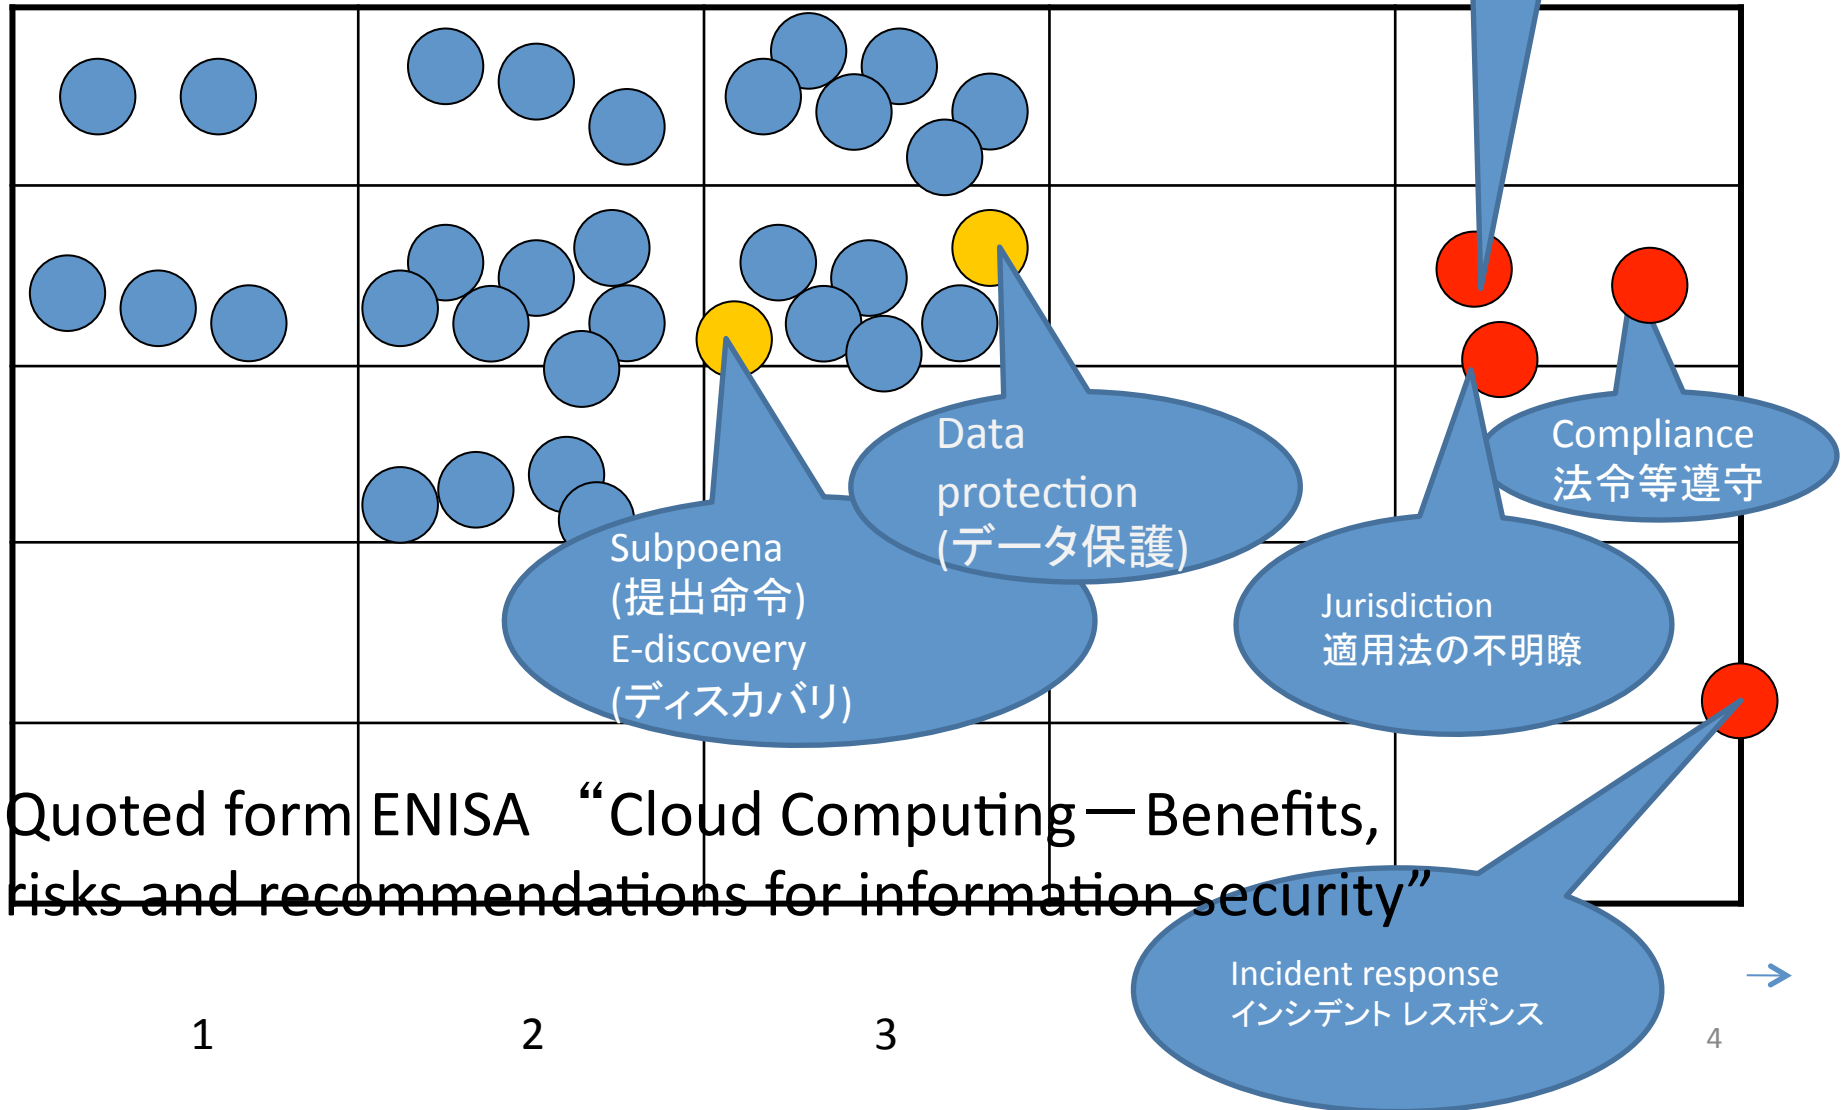 Data
protection
(データ保護)
Compliance
法令等遵守
Subpoena
(提出命令)
E-discovery
(ディスカバリ)
Jurisdiction
適用法の不明瞭
Quoted form ENISA “Cloud Computing—Benefits,
risks and recommendations for information security”
Incident response
インシデント レスポンス
1
2
3
4